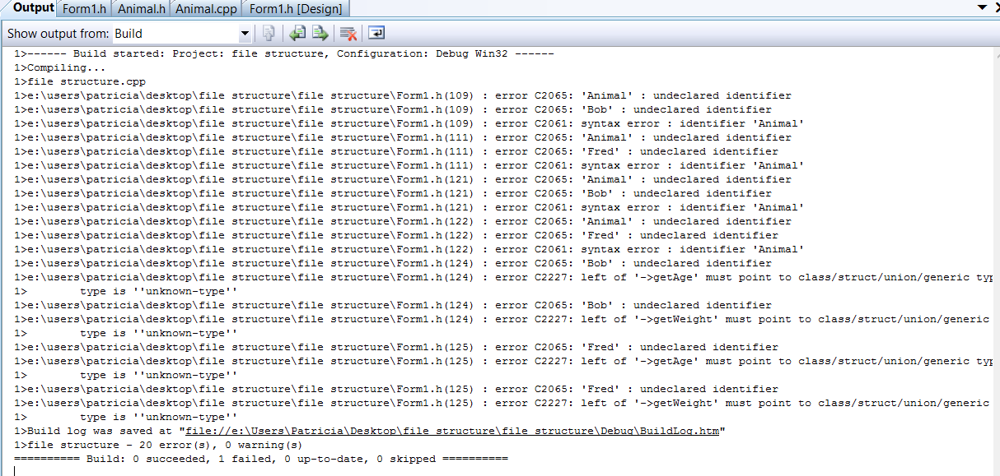 Output Form1.h Animal.h Animal.cpp Form1.h [Design]
Show output from: Build
1>------ Build started: Project: file structure, Configuration: Debug Win32 ------
1>Compiling...
1>file structure.cpp
1>e:\users\patricia\desktop\file structure\file structure\Form1.h(109) : error C2065: 'Animal' : undeclared identifier
1>e:\users\patricia\desktop\file structure\file structure\Form1.h(109) : error C2065: 'Bob' : undeclared identifier
1>e:\users\patricia\desktop\file structure\file structure\Form1.h(109) : error C2061: syntax error : identifier 'Animal'
1>e:\users\patricia\desktop\file structure\file structure\Form1.h(111) : error C2065: 'Animal' : undeclared identifier
1>e:\users\patricia\desktop\file structure\file structure\Form1.h(111) : error C2065: 'Fred' : undeclared identifier
1>e:\users\patricia\desktop\file structure\file structure\Form1.h(111) : error C2061: syntax error : identifier 'Animal'
1>e:\users\patricia\desktop\file structure\file structure\Form1.h(121) : error C2065: 'Animal' : undeclared identifier
1>e:\users\patricia\desktop\file structure\file structure\Form1.h(121) : error C2065: 'Bob' : undeclared identifier
1>e:\users\patricia\desktop\file structure\file structure\Form1.h(121) : error C2061: syntax error : identifier 'Animal'
1>e:\users\patricia\desktop\file structure\file structure\Form1.h(122) : error C2065: 'Animal' : undeclared identifier
1>e:\users\patricia\desktop\file structure\file structure\Form1.h(122) : error C2065: 'Fred' : undeclared identifier
1>e:\users\patricia\desktop\file structure\file structure\Form1.h(122) : error C2061: syntax error : identifier 'Animal'
1>e:\users\patricia\desktop\file structure\file structure\Form1.h(124) : error C2065: 'Bob' : undeclared identifier
1>e:\users\patricia\desktop\file structure\file structure\Form1.h(124) : error C2227: left of '->getAge' must point to class/struct/union/generic typ
1> type is ''unknown-type''
1>e:\users\patricia\desktop\file structure\file structure\Form1.h(124) : error C2065: 'Bob' : undeclared identifier
1>e:\users\patricia\desktop\file structure\file structure\Form1.h(124) : error C2227: left of '->getWeight' must point to class/struct/union/generic
1> type is ''unknown-type''
1>e:\users\patricia\desktop\file structure\file structure\Form1.h(125) : error C2065: 'Fred' : undeclared identifier
1>e:\users\patricia\desktop\file structure\file structure\Form1.h(125) : error C2227: left of '->getAge' must point to class/struct/union/generic typ
1> type is ''unknown-type''
1>e:\users\patricia\desktop\file structure\file structure\Form1.h(125) : error C2065: 'Fred' : undeclared identifier
1>e:\users\patricia\desktop\file structure\file structure\Form1.h(125) : error C2227: left of '->getWeight' must point to class/struct/union/generic
1> type is ''unknown-type''
1>Build log was saved at "file://e:\Users\Patricia\Desktop\file structure\file structure\Debug\BuildLog.htm"
1>file structure - 20 error(s), 0 warning(s)
========== Build: 0 succeeded, 1 failed, 0 up-to-date, 0 skipped ==========